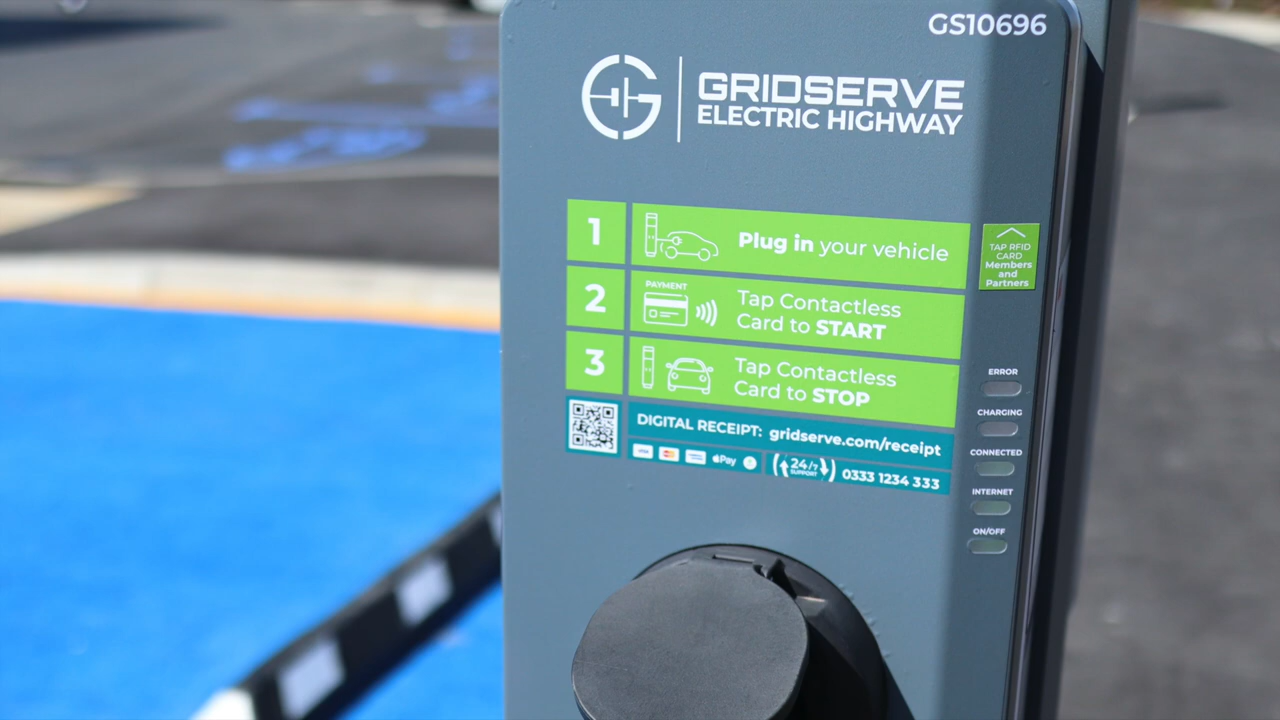 GS10696
GRIDSERVE
ELECTRIC HIGHWAY
1
Plug in your vehicle
TAP RFID
CARD
Members
and
Partners
2
PAYMENT
Tap Contactless
Card to START
3
Tap Contactless
Card to STOP
DIGITAL RECEIPT: gridserve.com/receipt
VISA
Pay
24/7
SUPPORT
0333 1234 333
ERROR
CHARGING
CONNECTED
INTERNET
ON/OFF